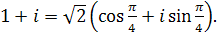 1 + i = √2 (cos π/4 + i sin π/4).